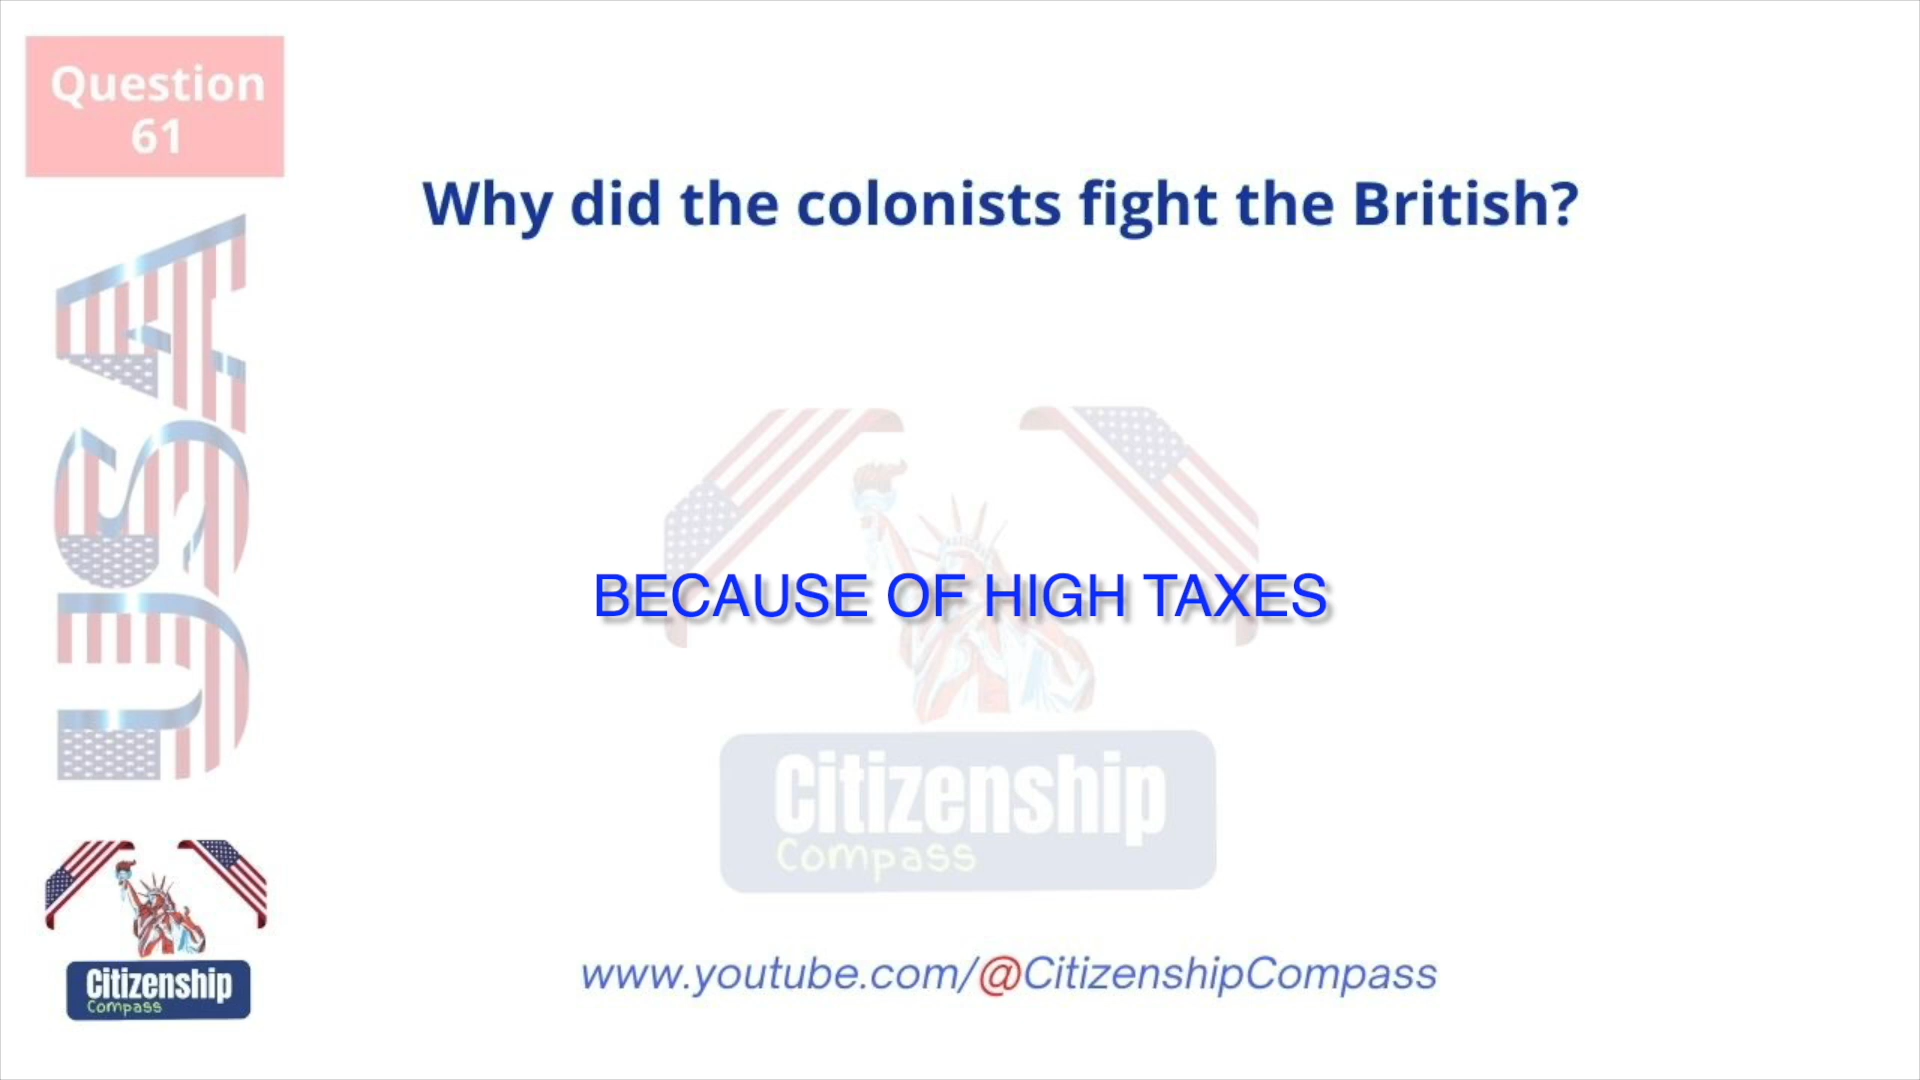 Question
61
Why did the colonists fight the British?
USA
BECAUSE OF HIGH TAXES
Citizenship
Compass
Citizenship
Compass
www.youtube.com/@CitizenshipCompass